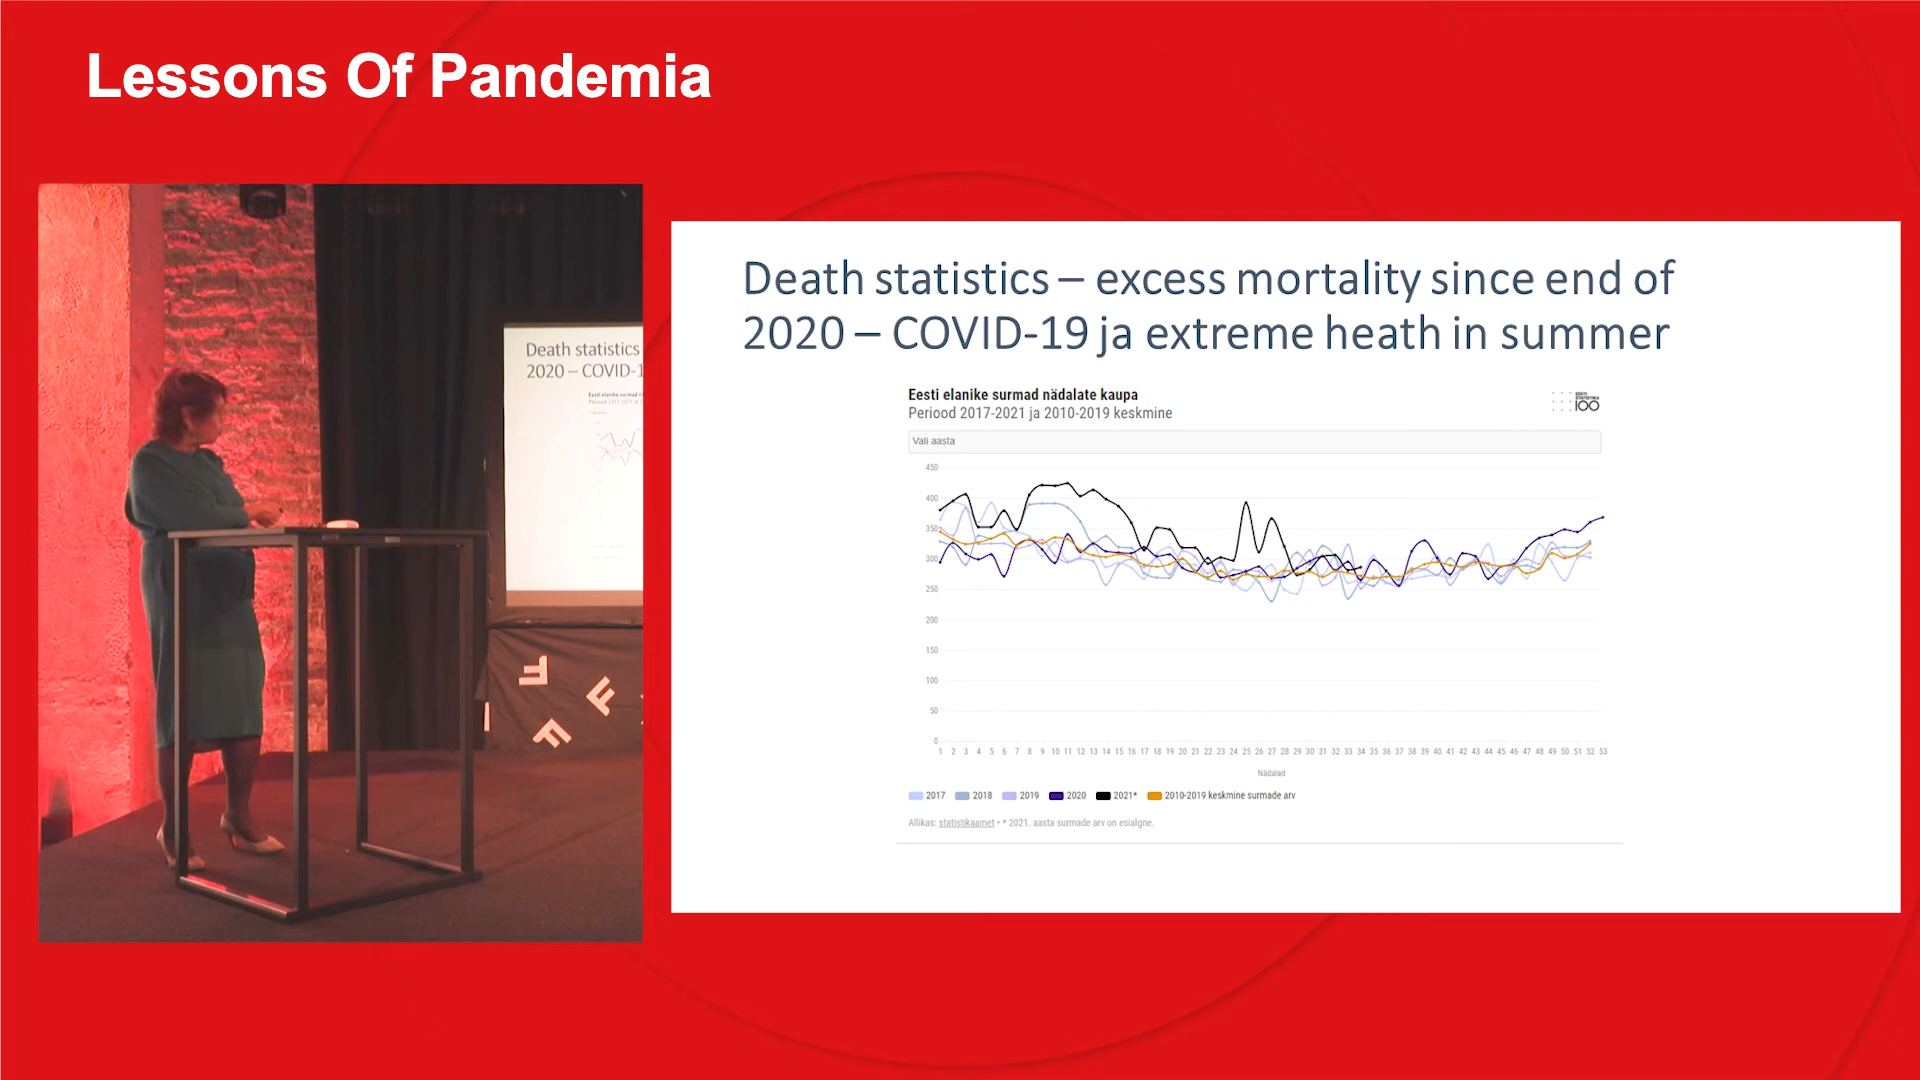 Lessons Of Pandemia
Death statistics
2020 – COVID-1
Death statistics – excess mortality since end of
2020 – COVID-19 ja extreme heath in summer
Eesti elanike surmad nädalate kaupa
Periood 2017-2021 ja 2010-2019 keskmine
EESTI
STATISTIKA
100
Vali aasta
450
400
350
300
250
200
150
100
50
0
1 2 3 4 5 6 7 8 9 10 11 12 13 14 15 16 17 18 19 20 21 22 23 24 25 26 27 28 29 30 31 32 33 34 35 36 37 38 39 40 41 42 43 44 45 46 47 48 49 50 51 52 53
Nädalad
2017 2018 2019 2020 2021* 2010-2019 keskmine surmade arv
Allikas: statistikaamet • * 2021. aasta surmade arv on esialgne.